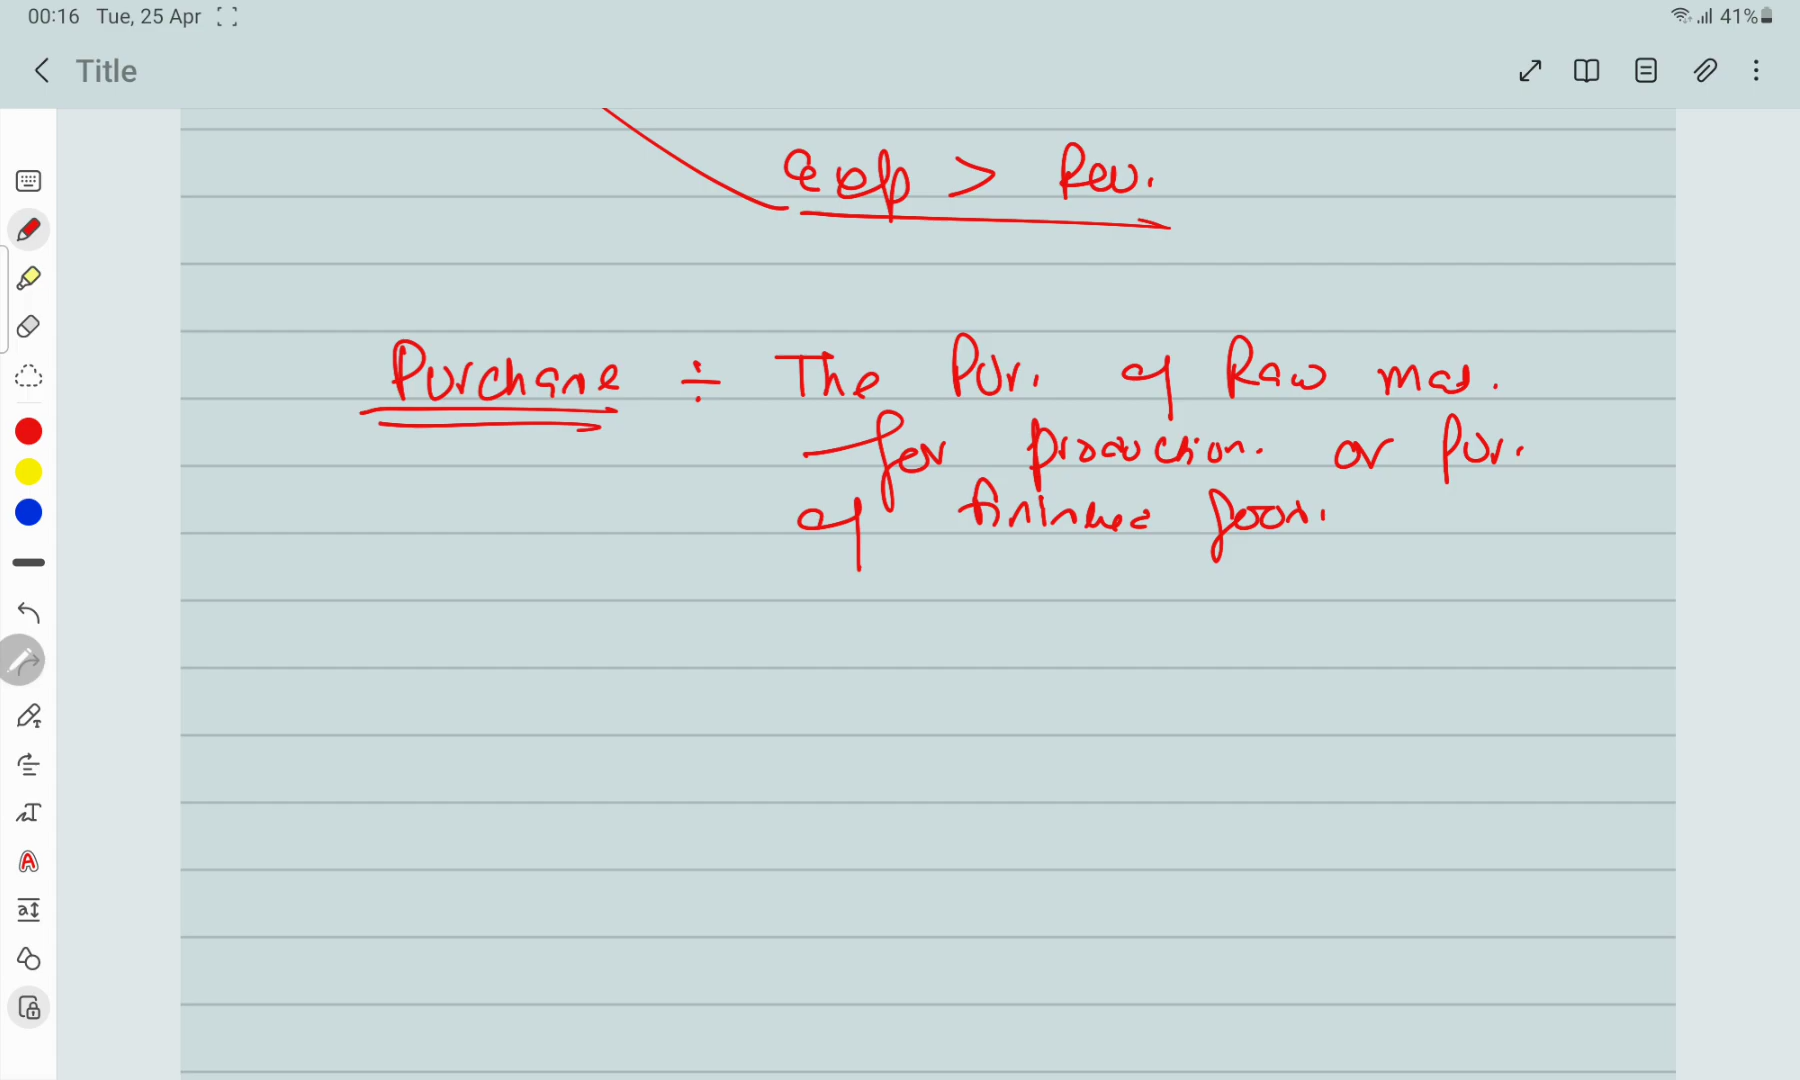 00:16 Tue, 25 Apr 41%
Title
Exp > Rev.
Purchase ÷ The Pur. of Raw mat.
for production. or Pur.
of finished good.